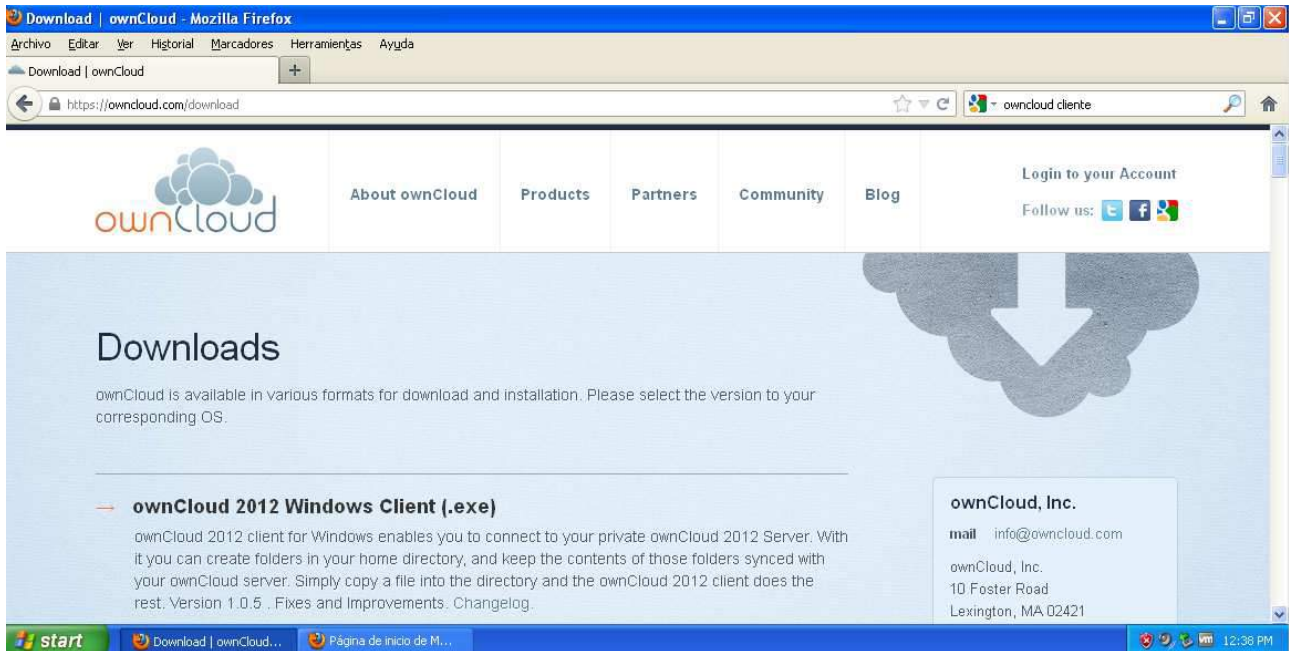 Download | ownCloud - Mozilla Firefox
Archivo Editar Ver Historial Marcadores Herramientas Ayuda
Download | ownCloud
https://owncloud.com/download
owncloud cliente
ownCloud
About ownCloud
Products
Partners
Community
Blog
Login to your Account
Follow us:
Downloads
ownCloud is available in various formats for download and installation. Please select the version to your
corresponding OS.
→ ownCloud 2012 Windows Client (.exe)
ownCloud 2012 client for Windows enables you to connect to your private ownCloud 2012 Server. With
it you can create folders in your home directory, and keep the contents of those folders synced with
your ownCloud server. Simply copy a file into the directory and the ownCloud 2012 client does the
rest. Version 1.0.5 . Fixes and Improvements. Changelog.
ownCloud, Inc.
mail info@owncloud.com
ownCloud, Inc.
10 Foster Road
Lexington, MA 02421
start
Download | ownCloud...
Página de inicio de M...
12:38 PM